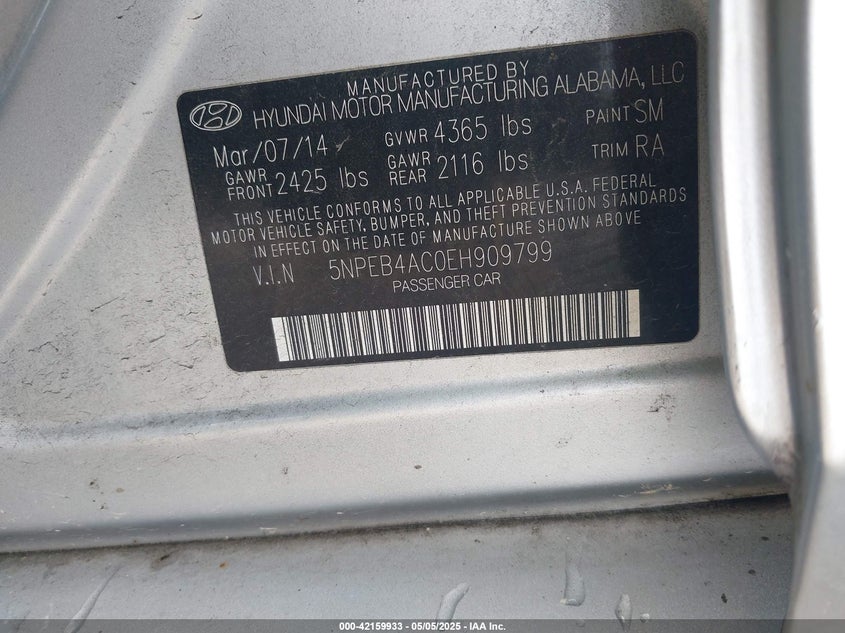 MANUFACTURED BY
HYUNDAI MOTOR MANUFACTURING ALABAMA, LLC
Mar/07/14 GVWR 4365 lbs PAINT SM
GAWR FRONT 2425 lbs GAWR REAR 2116 lbs TRIM RA
THIS VEHICLE CONFORMS TO ALL APPLICABLE U.S.A. FEDERAL
MOTOR VEHICLE SAFETY, BUMPER, AND THEFT PREVENTION STANDARDS
IN EFFECT ON THE DATE OF MANUFACTURE SHOWN ABOVE
V.I.N 5NPEB4AC0EH909799
PASSENGER CAR
000-42159933 - 05/05/2025 - IAA Inc.